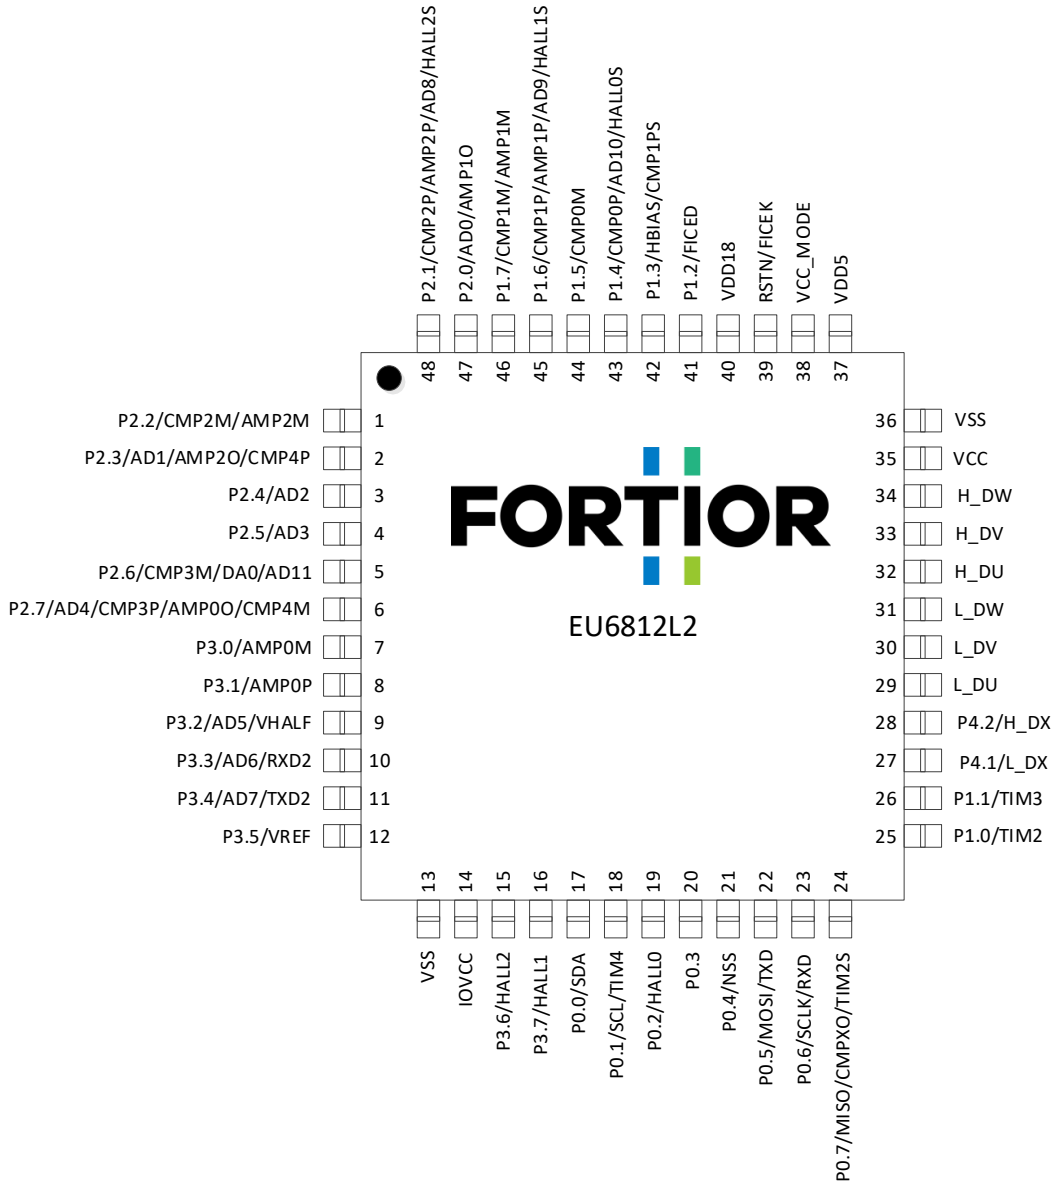 P2.1/CMP2P/AMP2P/AD8/HALL2S
P2.0/AD0/AMP1O
P1.7/CMP1M/AMP1M
P1.6/CMP1P/AMP1P/AD9/HALL1S
P1.5/CMP0M
P1.4/CMP0P/AD10/HALL0S
P1.3/HBIAS/CMP1PS
P1.2/FICED
VDD18
RSTN/FICEK
VCC_MODE
VDD5
48 47 46 45 44 43 42 41 40 39 38 37
P2.2/CMP2M/AMP2M 1
P2.3/AD1/AMP2O/CMP4P 2
P2.4/AD2 3
P2.5/AD3 4
P2.6/CMP3M/DA0/AD11 5
P2.7/AD4/CMP3P/AMP0O/CMP4M 6
P3.0/AMP0M 7
P3.1/AMP0P 8
P3.2/AD5/VHALF 9
P3.3/AD6/RXD2 10
P3.4/AD7/TXD2 11
P3.5/VREF 12
FORTIOR
EU6812L2
36 VSS
35 VCC
34 H_DW
33 H_DV
32 H_DU
31 L_DW
30 L_DV
29 L_DU
28 P4.2/H_DX
27 P4.1/L_DX
26 P1.1/TIM3
25 P1.0/TIM2
13 14 15 16 17 18 19 20 21 22 23 24
VSS
IOVCC
P3.6/HALL2
P3.7/HALL1
P0.0/SDA
P0.1/SCL/TIM4
P0.2/HALL0
P0.3
P0.4/NSS
P0.5/MOSI/TXD
P0.6/SCLK/RXD
P0.7/MISO/CMPXO/TIM2S